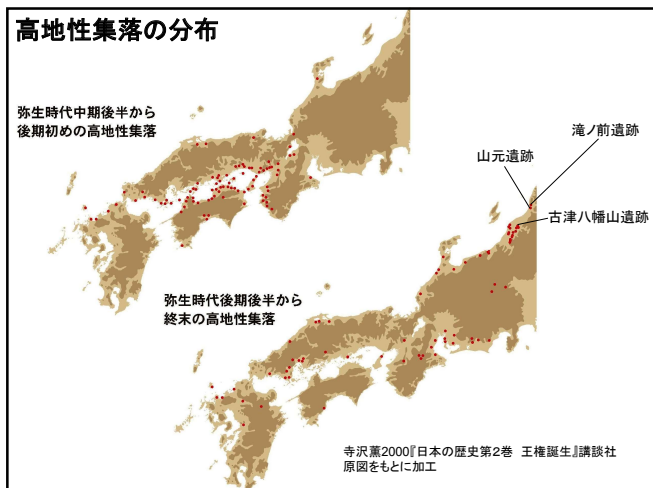 高地性集落の分布
弥生時代中期後半から
後期初めの高地性集落
滝ノ前遺跡
山元遺跡
古津八幡山遺跡
弥生時代後期後半から
終末の高地性集落
寺沢薫2000『日本の歴史第2巻 王権誕生』講談社
原図をもとに加工